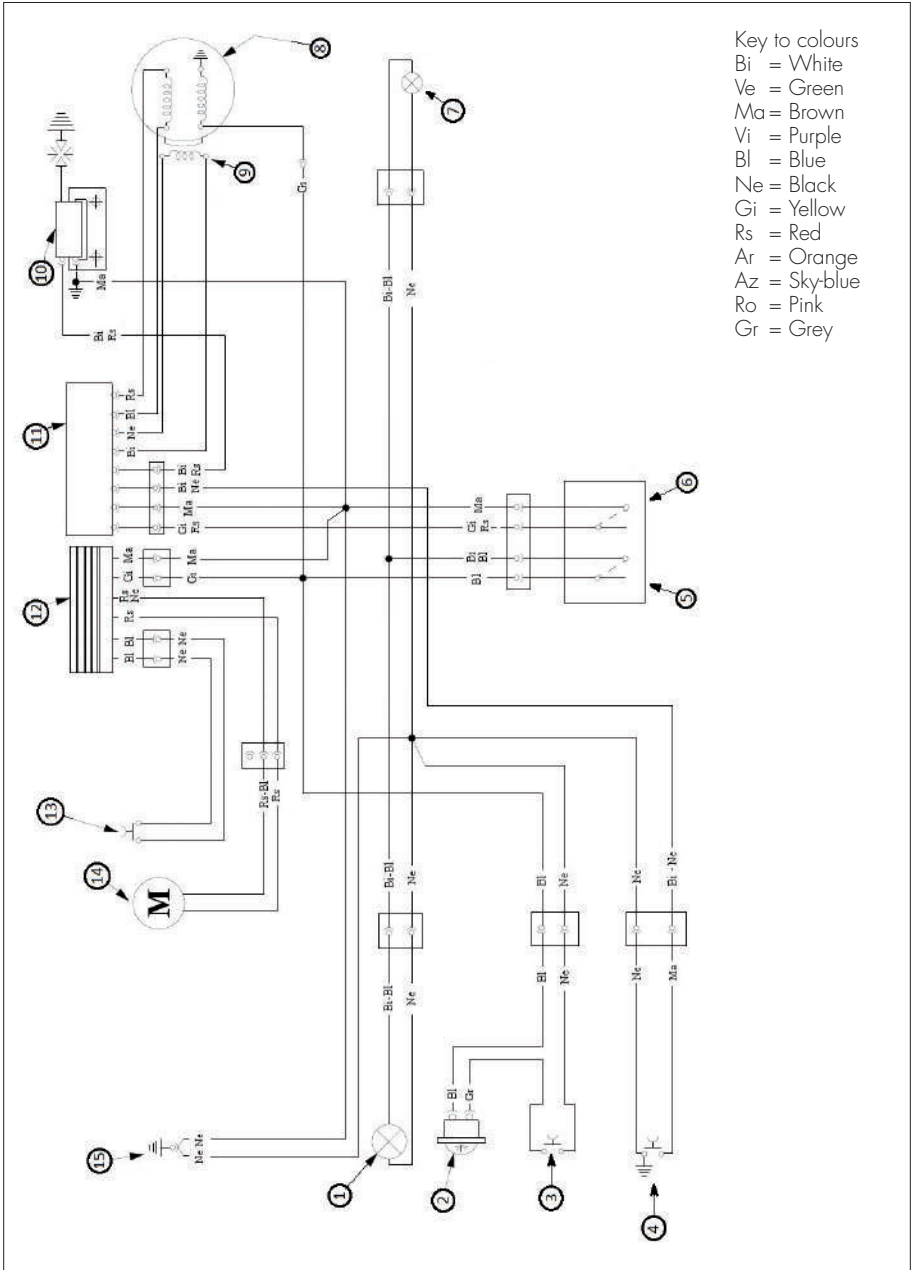 Key to colours
Bi = White
Ve = Green
Ma = Brown
Vi = Purple
Bl = Blue
Ne = Black
Gi = Yellow
Rs = Red
Ar = Orange
Az = Sky-blue
Ro = Pink
Gr = Grey
8
7
9
10
Gs
Ma
Bi-Bl
Ne
Bi Rs
11
Rs
Bl
Ne
Bi
Bi Rs
Bi Ne
Ma
Gi Rs
Ma
Gi Rs
Bi Bl
Bl
6
5
12
Ma
Gi
Rs Nc
Rs
Bl Bl
Ma
Gi
Ne Ne
13
Rs-Bl
Rs
14
M
Bi-Bl
Ne
Bl
Ne
Ne
Bi-Ne
Bi-Bl
Ne
Bl
Ne
Ne
Ma
Bl
Gr
15
Ne Ne
1
2
3
4